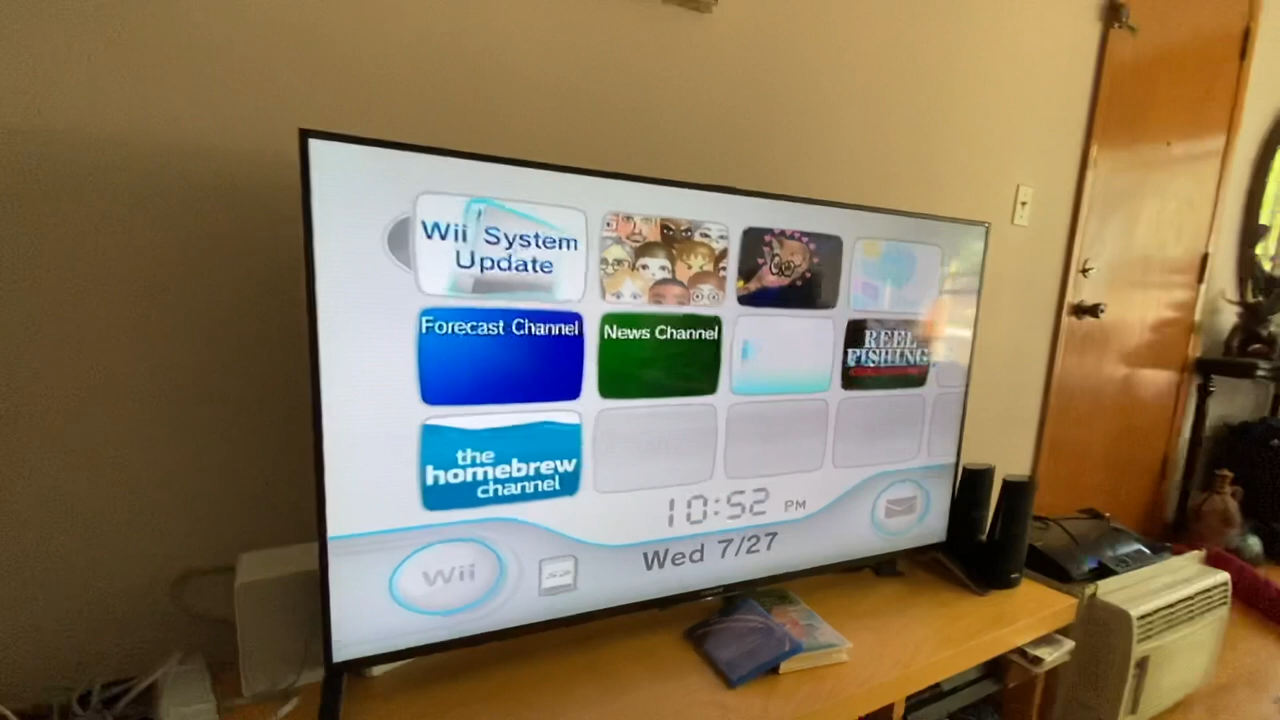 Wii System
Update
Forecast Channel
News Channel
REEL
FISHING
the
homebrew
channel
10:52 PM
Wed 7/27
Wii